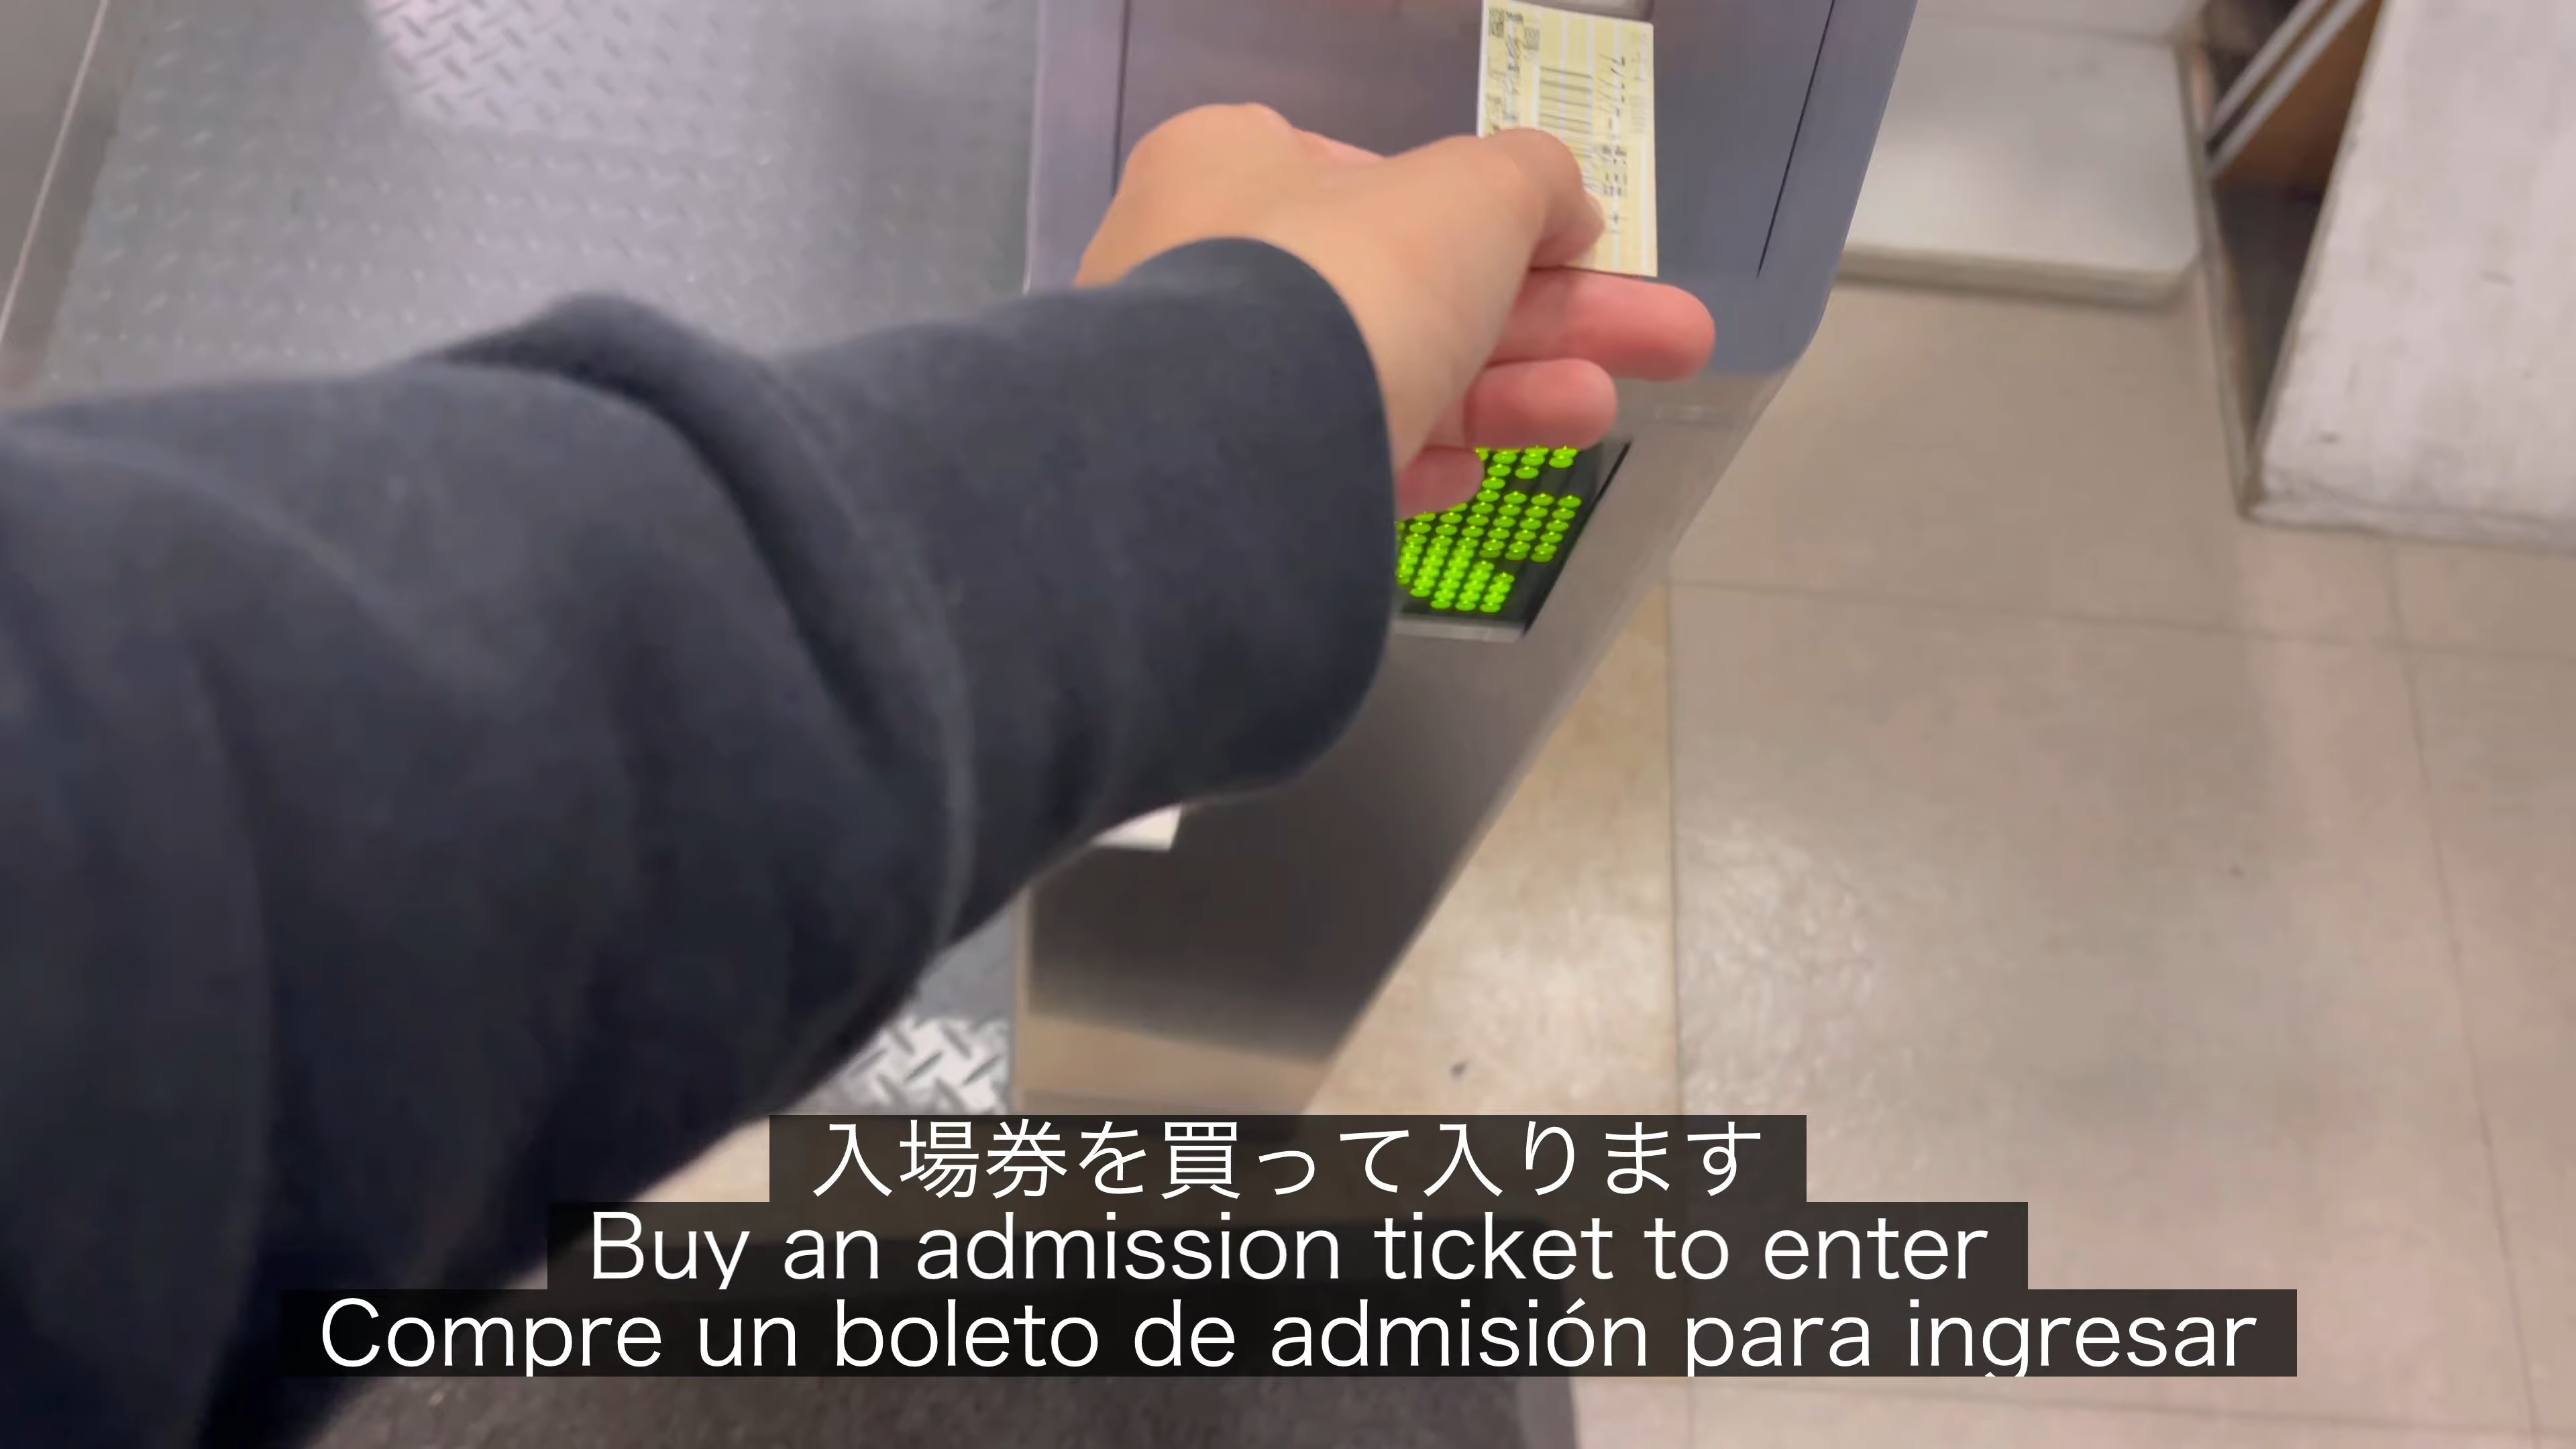 入場券を買って入ります
Buy an admission ticket to enter
Compre un boleto de admisión para ingresar